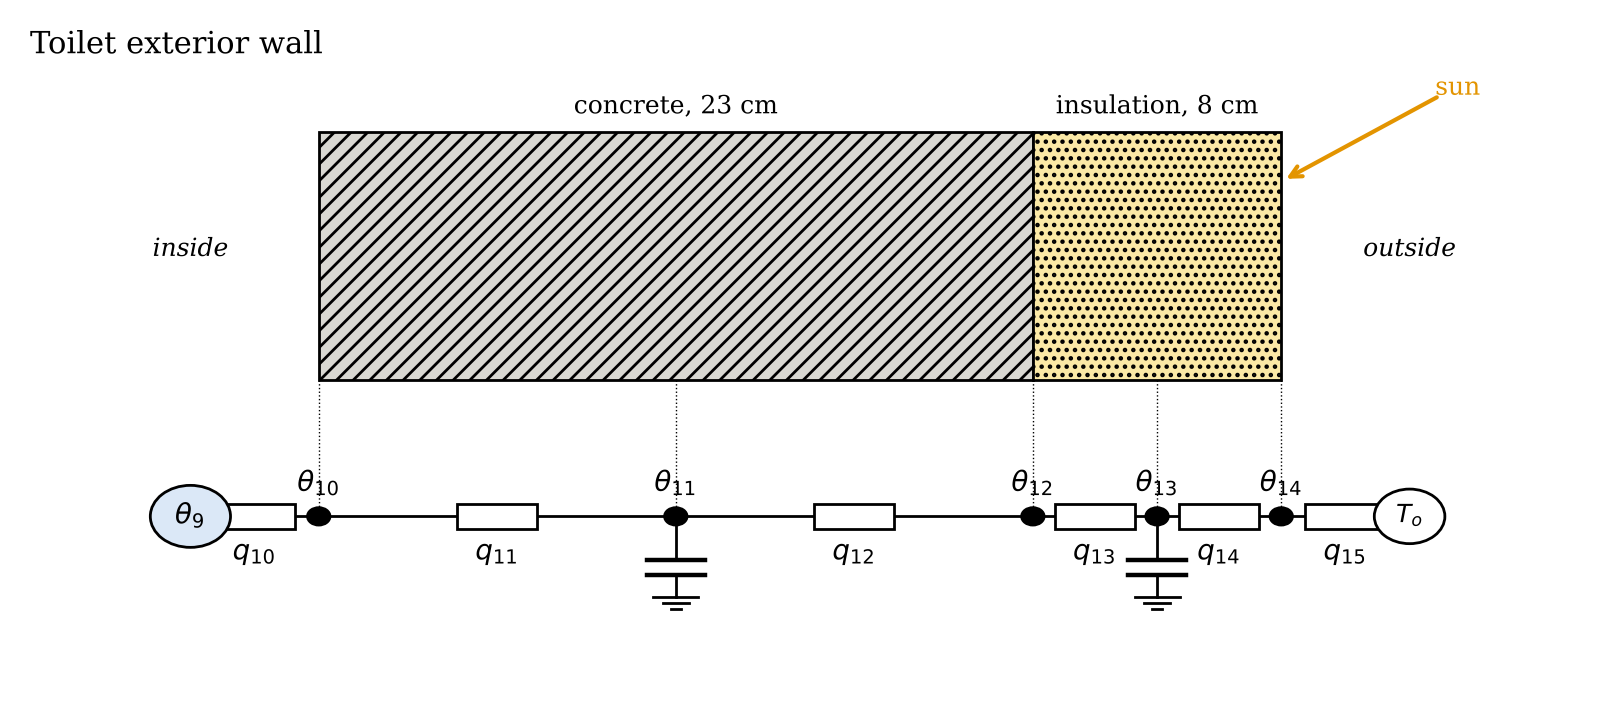 Toilet exterior wall
sun
concrete, 23 cm
insulation, 8 cm
inside
outside
θ₁₀
θ₁₁
θ₁₂
θ₁₃
θ₁₄
θ₉
Tₒ
q₁₀
q₁₁
q₁₂
q₁₃
q₁₄
q₁₅